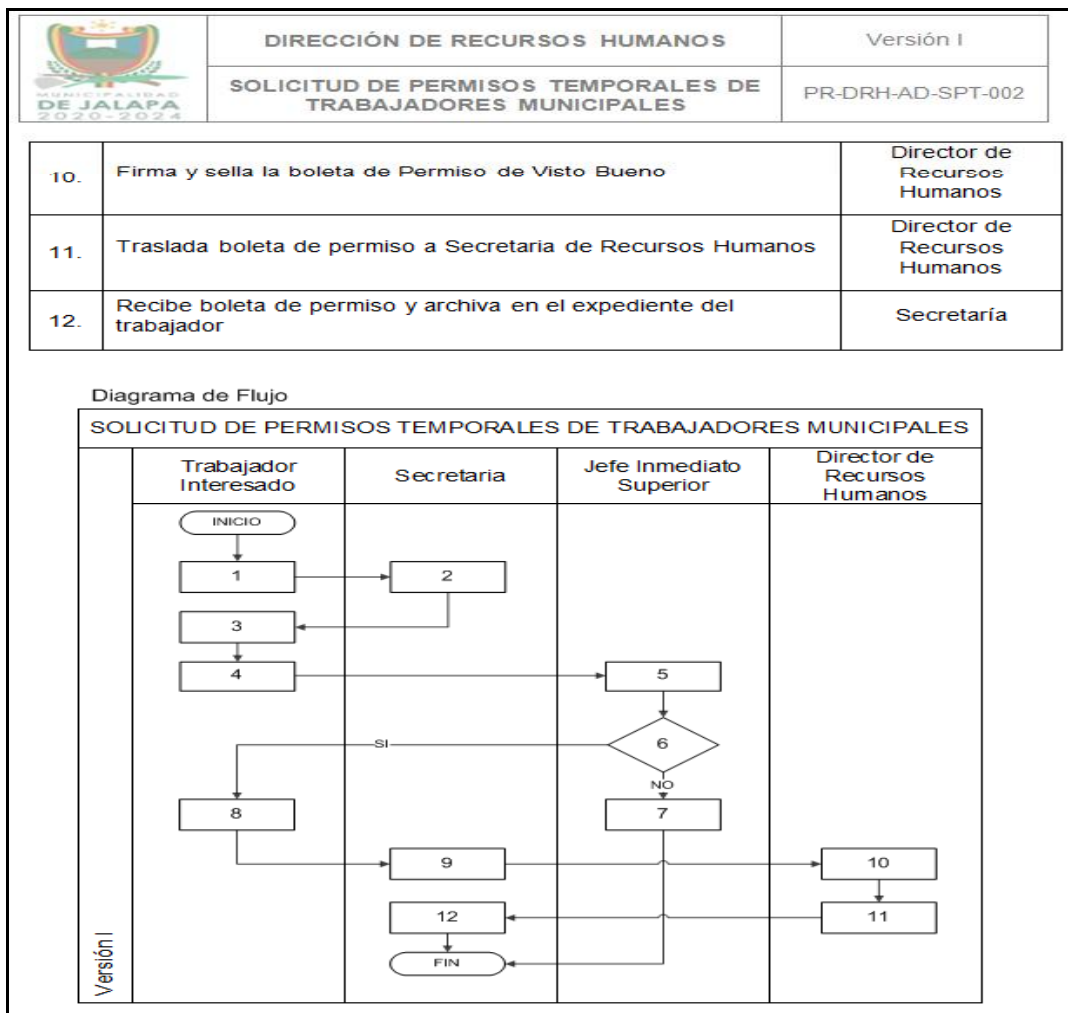 MUNICIPALIDAD
DE JALAPA
2020-2024
DIRECCIÓN DE RECURSOS HUMANOS
Versión I
SOLICITUD DE PERMISOS TEMPORALES DE
TRABAJADORES MUNICIPALES
PR-DRH-AD-SPT-002
10.
Firma y sella la boleta de Permiso de Visto Bueno
Director de
Recursos
Humanos
11.
Traslada boleta de permiso a Secretaria de Recursos Humanos
Director de
Recursos
Humanos
12.
Recibe boleta de permiso y archiva en el expediente del
trabajador
Secretaría
Diagrama de Flujo
SOLICITUD DE PERMISOS TEMPORALES DE TRABAJADORES MUNICIPALES
Trabajador
Interesado
Secretaria
Jefe Inmediato
Superior
Director de
Recursos
Humanos
INICIO
1
2
3
4
5
6
SI
NO
8
7
9
10
12
11
FIN
Versión I